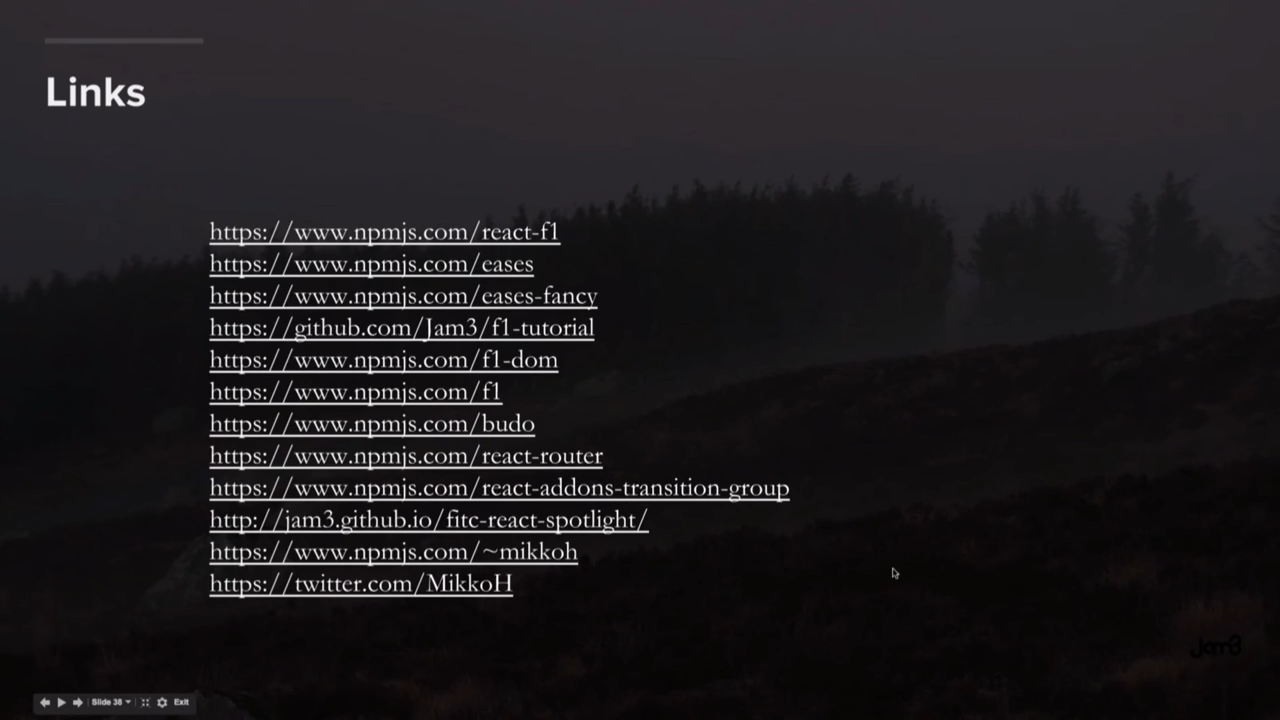 Links
https://www.npmjs.com/react-f1
https://www.npmjs.com/eases
https://www.npmjs.com/eases-fancy
https://github.com/Jam3/f1-tutorial
https://www.npmjs.com/f1-dom
https://www.npmjs.com/f1
https://www.npmjs.com/budo
https://www.npmjs.com/react-router
https://www.npmjs.com/react-addons-transition-group
http://jam3.github.io/fitc-react-spotlight/
https://www.npmjs.com/~mikkoh
https://twitter.com/MikkoH
jam3
Slide 38 Exit